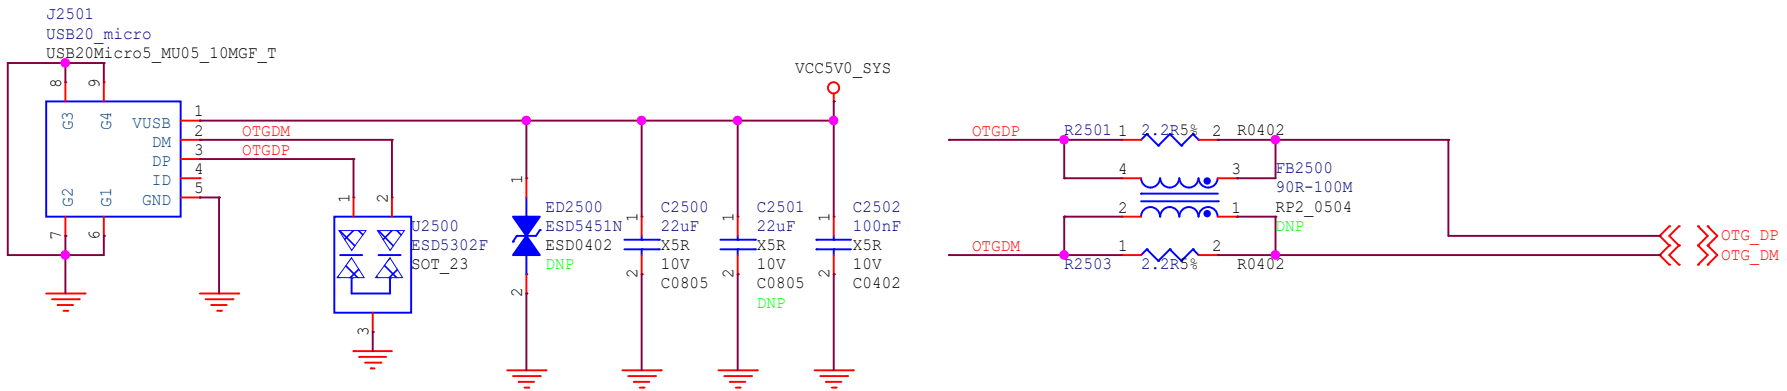 J2501
USB20_micro
USB20Micro5_MU05_10MGF_T
8
9
G3
G4
VUSB
DM
DP
ID
GND
G2
G1
1
2
3
4
5
7
6
OTGDM
OTGDP
1
2
U2500
ESD5302F
SOT_23
3
VCC5V0_SYS
1
ED2500
ESD5451N
ESD0402
DNP
2
1
C2500
22uF
X5R
10V
C0805
2
1
C2501
22uF
X5R
10V
C0805
DNP
2
1
C2502
100nF
X5R
10V
C0402
2
OTGDP
R2501 1 2.2R5% 2 R0402
4
3
FB2500
90R-100M
RP2_0504
DNP
2
1
OTGDM
1
2
R2503 2.2R5% R0402
OTG_DP
OTG_DM